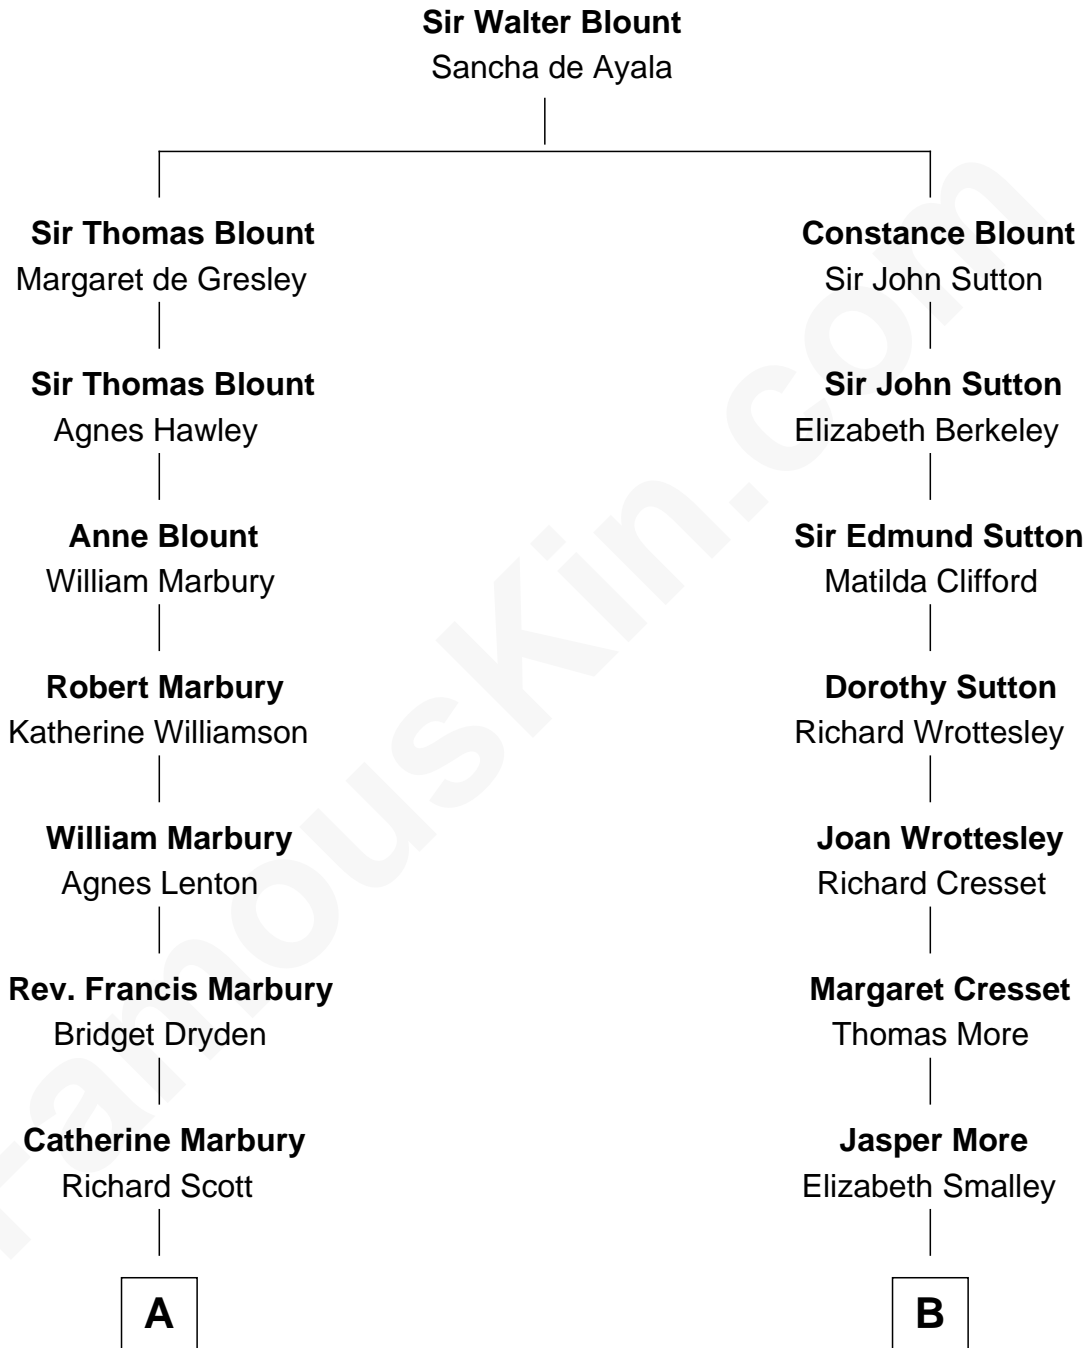 Sir Walter Blount
Sancha de Ayala
Sir Thomas Blount
Margaret de Gresley
Constance Blount
Sir John Sutton
Sir Thomas Blount
Agnes Hawley
Sir John Sutton
Elizabeth Berkeley
Anne Blount
William Marbury
Sir Edmund Sutton
Matilda Clifford
Robert Marbury
Katherine Williamson
Dorothy Sutton
Richard Wrottesley
William Marbury
Agnes Lenton
Joan Wrottesley
Richard Cresset
Rev. Francis Marbury
Bridget Dryden
Margaret Cresset
Thomas More
Catherine Marbury
Richard Scott
Jasper More
Elizabeth Smalley
A
B
FamousKin.com